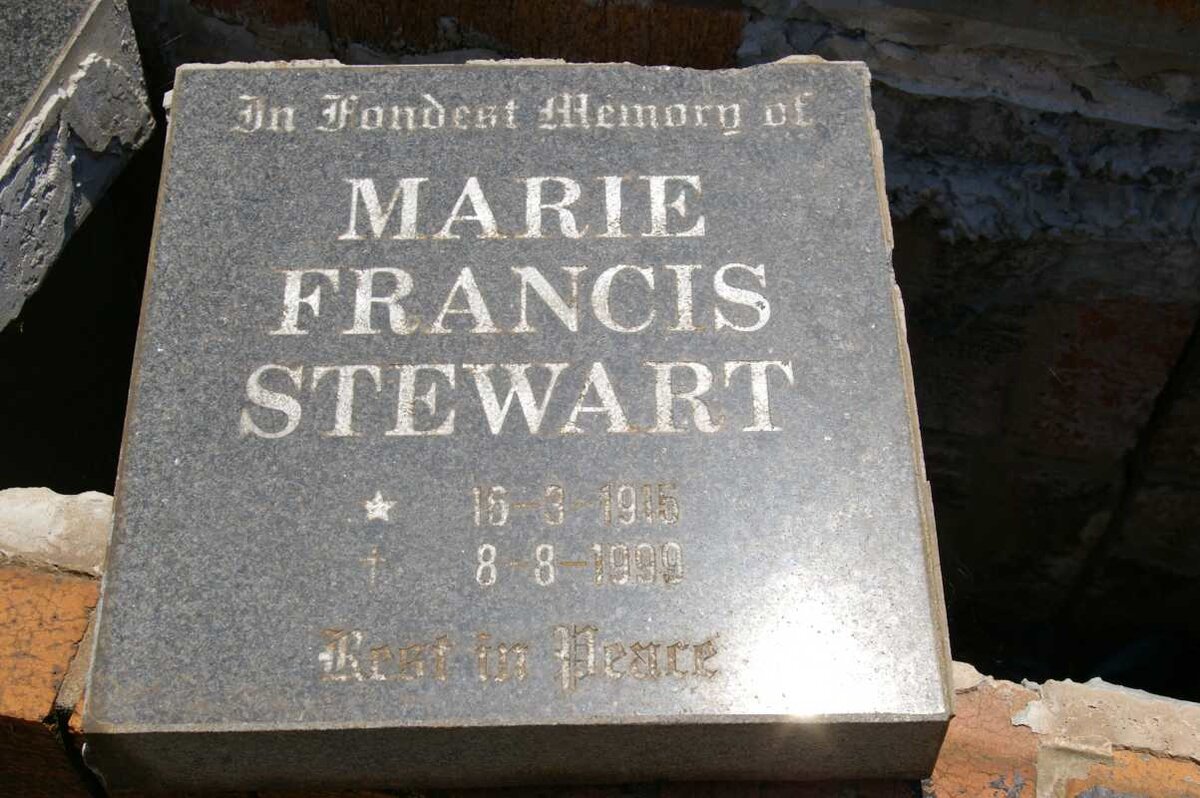 In Fondest Memory of
MARIE
FRANCIS
STEWART
★ 16-3-1915
† 8-8-1999
Rest in Peace